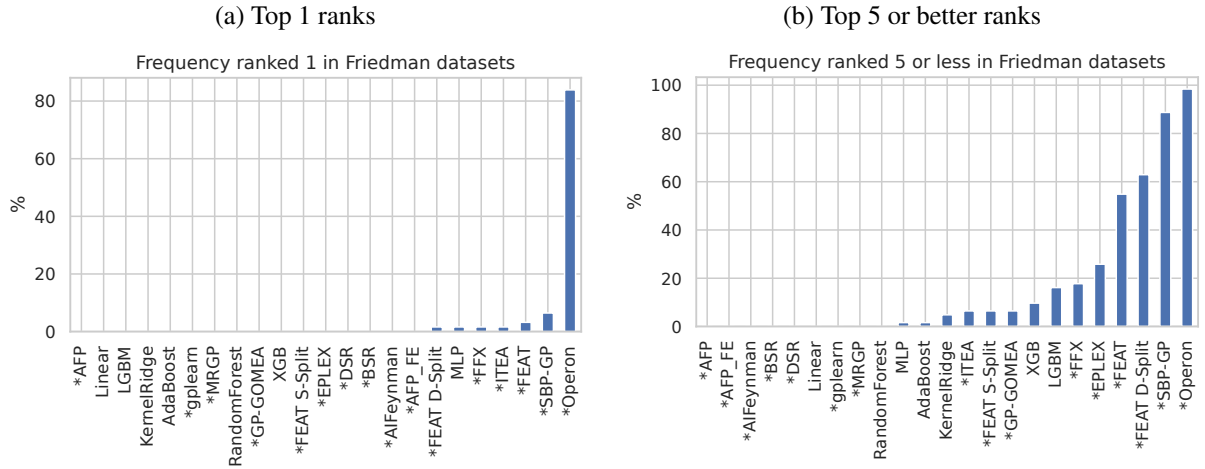 (a) Top 1 ranks
Frequency ranked 1 in Friedman datasets
80
60
40
20
0
%
*AFP
Linear
LGBM
KernelRidge
AdaBoost
*gplearn
*MRGP
RandomForest
*GP-GOMEA
XGB
*FEAT S-Split
*EPLEX
*DSR
*BSR
*AIFeynman
*AFP_FE
*FEAT D-Split
MLP
*FFX
*ITEA
*FEAT
*SBP-GP
*Operon
(b) Top 5 or better ranks
Frequency ranked 5 or less in Friedman datasets
100
80
60
40
20
0
%
*AFP
*AFP_FE
*AIFeynman
*BSR
*DSR
Linear
*gplearn
*MRGP
RandomForest
MLP
AdaBoost
KernelRidge
*ITEA
*FEAT S-Split
*GP-GOMEA
XGB
LGBM
*FFX
*EPLEX
*FEAT
*FEAT D-Split
*SBP-GP
*Operon